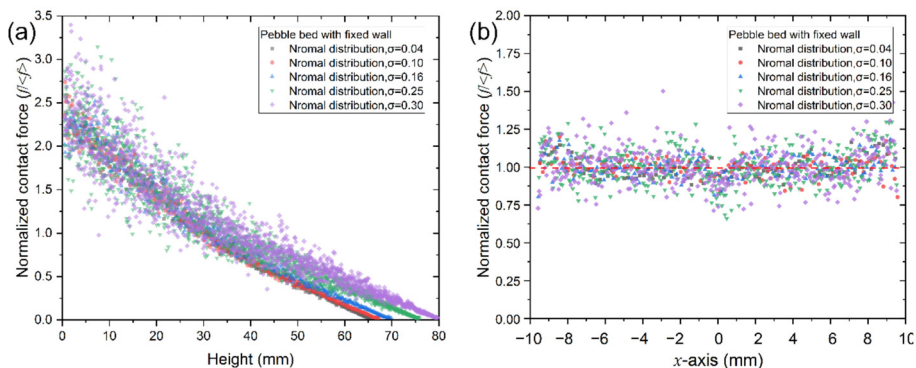 (a)
Normalized contact force (f/<f>)
3.5
3.0
2.5
2.0
1.5
1.0
0.5
0.0
Pebble bed with fixed wall
Nromal distribution,σ=0.04
Nromal distribution,σ=0.10
Nromal distribution,σ=0.16
Nromal distribution,σ=0.25
Nromal distribution,σ=0.30
0 10 20 30 40 50 60 70 80
Height (mm)
(b)
Normalized contact force (f/<f>)
2.00
1.75
1.50
1.25
1.00
0.75
0.50
0.25
0.00
Pebble bed with fixed wall
Nromal distribution,σ=0.04
Nromal distribution,σ=0.10
Nromal distribution,σ=0.16
Nromal distribution,σ=0.25
Nromal distribution,σ=0.30
-10 -8 -6 -4 -2 0 2 4 6 8 10
x-axis (mm)